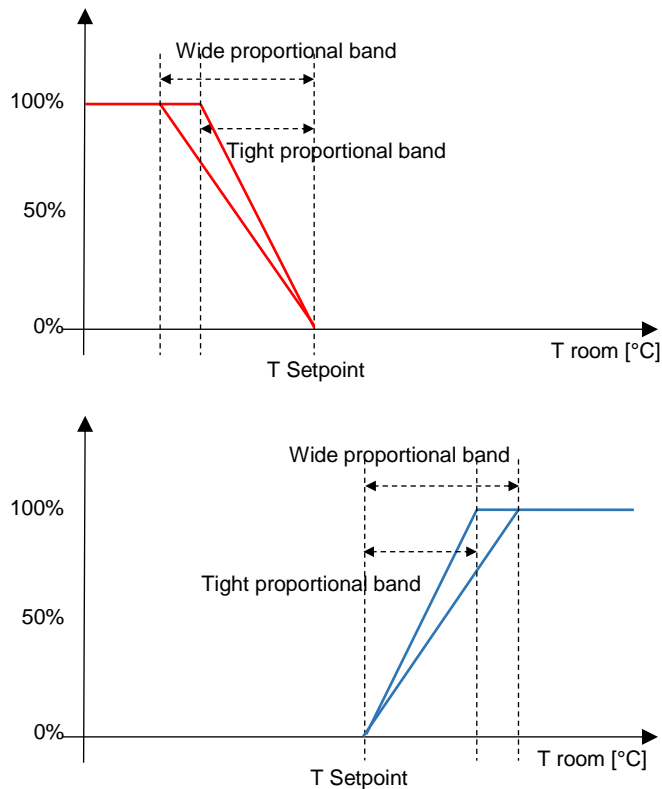 Wide proportional band
100%
Tight proportional band
50%
0%
T room [°C]
T Setpoint
Wide proportional band
100%
Tight proportional band
50%
0%
T room [°C]
T Setpoint